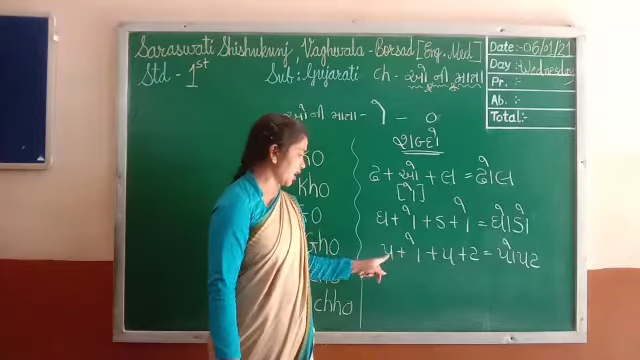 Saraswati Shishukunj, Vaghwala - Borsad [Eng. Med.]
Std - 1st Sub : Gujarati Ch - ઓ ની માત્રા
Date:- 06/01/21
Day: Wednesday
Pr. :-
Ab. :-
Total:-
ઓની માત્રા - ો - o
શબ્દો
kho
Gho
chho
ઢ + ઓ + લ = ઢોલ
[ો]
ઘ + ો + ડ + ો = ઘોડો
પ + ો + પ + ટ = પોપટ